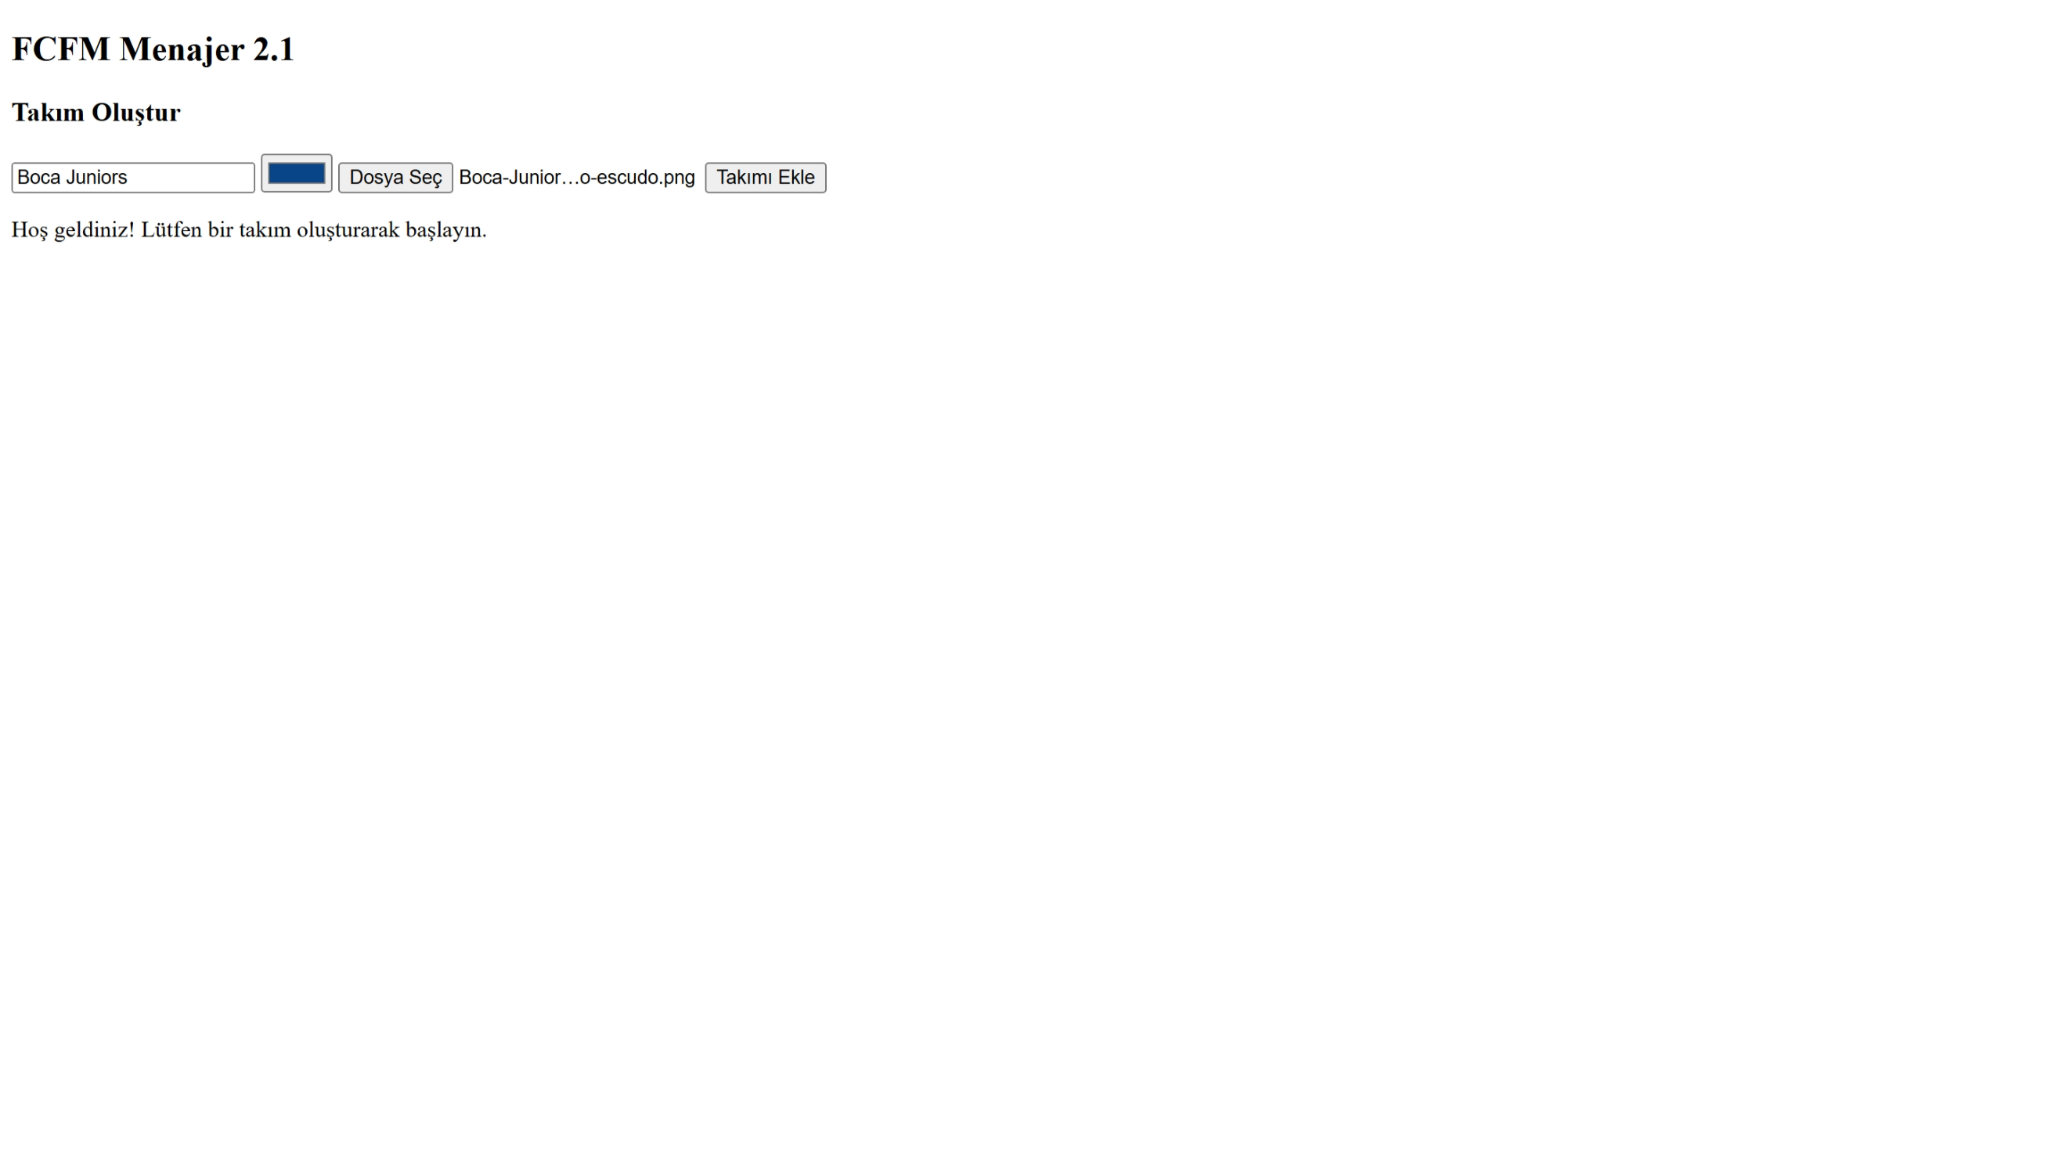 FCFM Menajer 2.1
Takım Oluştur
Boca Juniors Dosya Seç Boca-Junior…o-escudo.png Takımı Ekle
Hoş geldiniz! Lütfen bir takım oluşturarak başlayın.